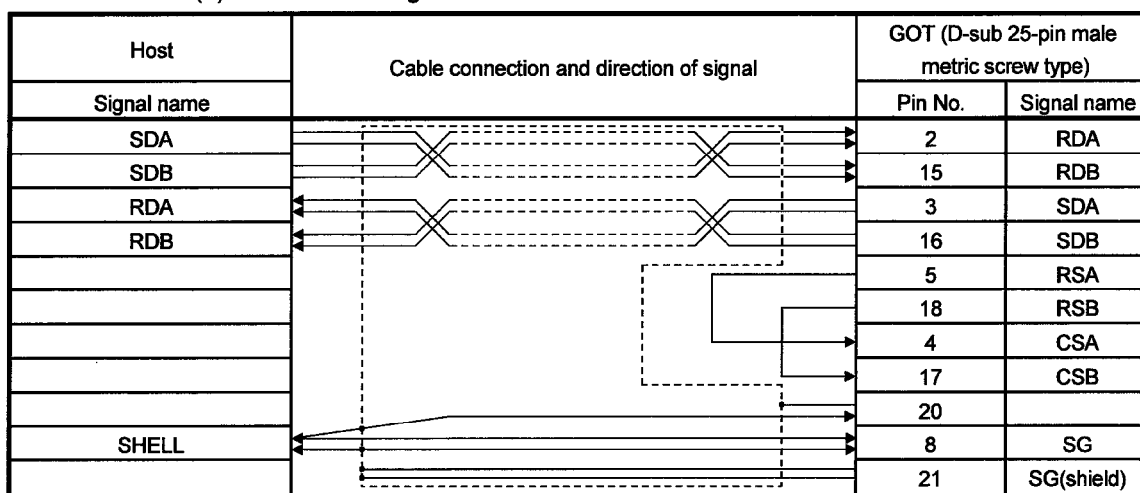 Host
Cable connection and direction of signal
GOT (D-sub 25-pin male
metric screw type)
Signal name
Pin No.
Signal name
SDA
2
RDA
SDB
15
RDB
RDA
3
SDA
RDB
16
SDB
5
RSA
18
RSB
4
CSA
17
CSB
20
SHELL
8
SG
21
SG(shield)